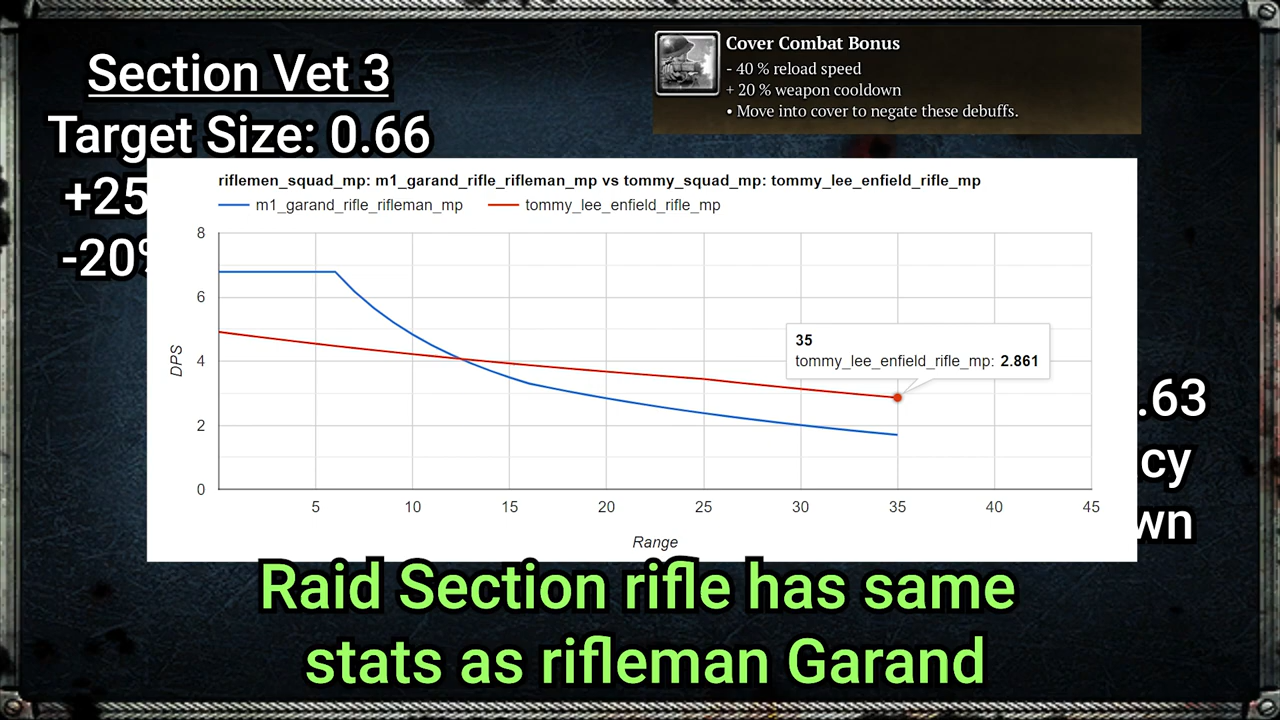 Section Vet 3
Target Size: 0.66
+25
-20%
Cover Combat Bonus
- 40 % reload speed
+ 20 % weapon cooldown
• Move into cover to negate these debuffs.
riflemen_squad_mp: m1_garand_rifle_rifleman_mp vs tommy_squad_mp: tommy_lee_enfield_rifle_mp
m1_garand_rifle_rifleman_mp
tommy_lee_enfield_rifle_mp
8
6
4
2
0
DPS
35
tommy_lee_enfield_rifle_mp: 2.861
5 10 15 20 25 30 35 40 45
Range
.63
cy
wn
Raid Section rifle has same
stats as rifleman Garand